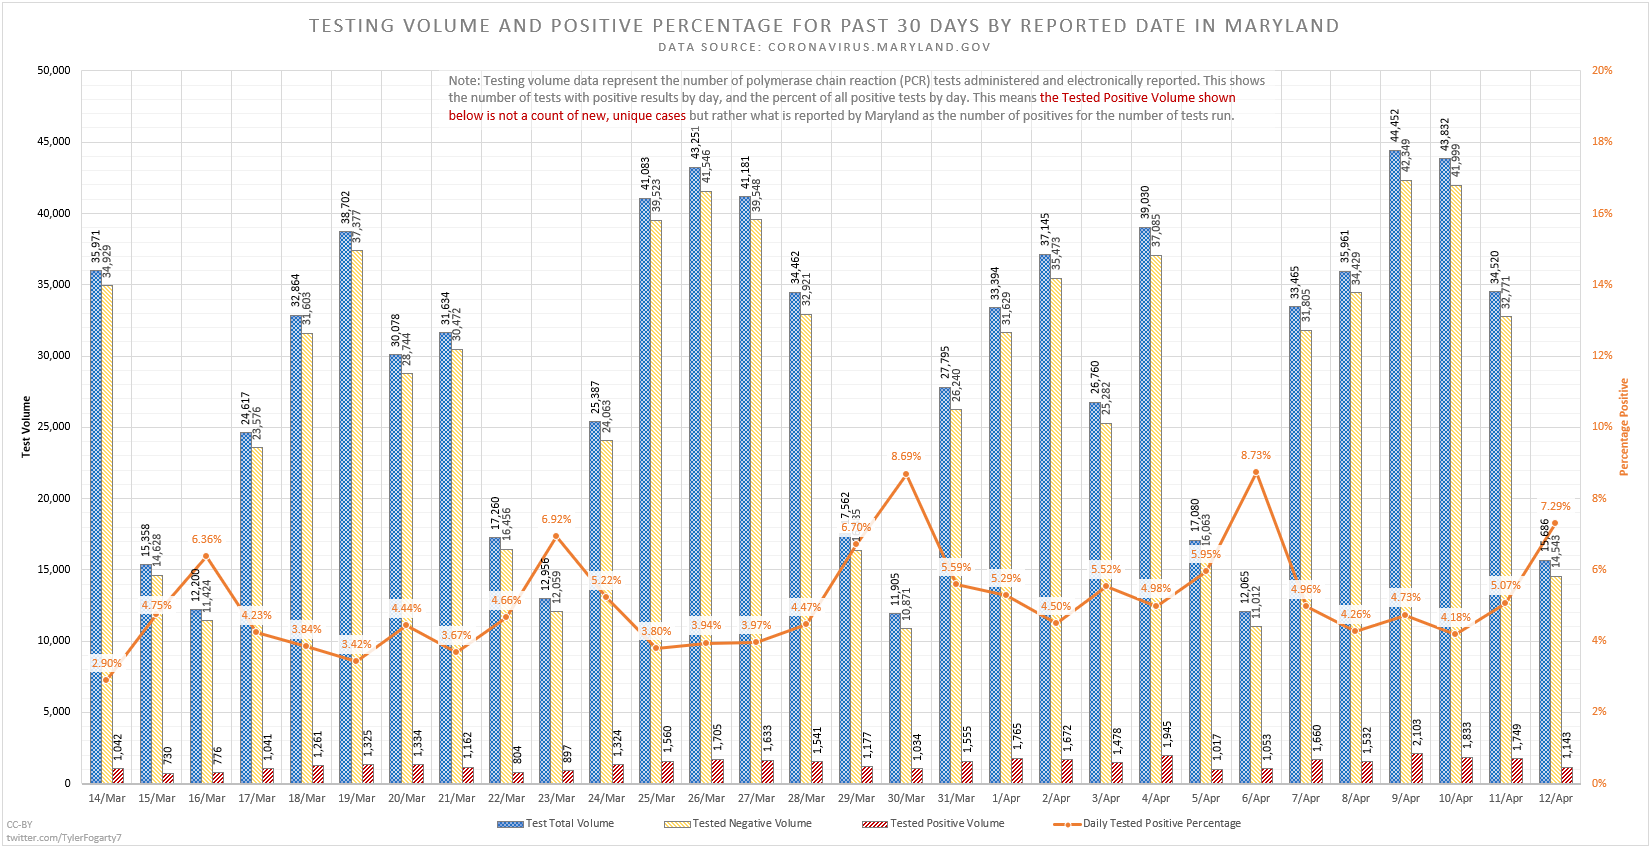 TESTING VOLUME AND POSITIVE PERCENTAGE FOR PAST 30 DAYS BY REPORTED DATE IN MARYLAND
DATA SOURCE: CORONAVIRUS.MARYLAND.GOV
Note: Testing volume data represent the number of polymerase chain reaction (PCR) tests administered and electronically reported. This shows
the number of tests with positive results by day, and the percent of all positive tests by day. This means the Tested Positive Volume shown
below is not a count of new, unique cases but rather what is reported by Maryland as the number of positives for the number of tests run.
Test Volume
50,000
45,000
40,000
35,000
30,000
25,000
20,000
15,000
10,000
5,000
0
Percentage Positive
20%
18%
16%
14%
12%
10%
8%
6%
4%
2%
0%
35,971 34,929 2.90% 1,042 14/Mar
15,358 14,628 4.75% 730 15/Mar
12,200 11,424 6.36% 776 16/Mar
24,617 23,576 4.23% 1,041 17/Mar
32,864 31,603 3.84% 1,261 18/Mar
38,702 37,377 3.42% 1,325 19/Mar
30,078 28,744 4.44% 1,334 20/Mar
31,634 30,472 3.67% 1,162 21/Mar
17,260 16,456 4.66% 804 22/Mar
12,956 12,059 6.92% 897 23/Mar
25,387 24,063 5.22% 1,324 24/Mar
41,083 39,523 3.80% 1,560 25/Mar
43,251 41,546 3.94% 1,705 26/Mar
41,181 39,548 3.97% 1,633 27/Mar
34,462 32,921 4.47% 1,541 28/Mar
6.70% 1,177 29/Mar
11,905 10,871 8.69% 1,034 30/Mar
27,795 26,240 5.59% 1,555 31/Mar
33,394 31,629 5.29% 1,765 1/Apr
37,145 35,473 4.50% 1,672 2/Apr
26,760 25,282 5.52% 1,478 3/Apr
39,030 37,085 4.98% 1,945 4/Apr
17,080 16,063 5.95% 1,017 5/Apr
12,065 11,012 8.73% 1,053 6/Apr
33,465 31,805 4.96% 1,660 7/Apr
35,961 34,429 4.26% 1,532 8/Apr
44,452 42,349 4.73% 2,103 9/Apr
43,832 41,999 4.18% 1,833 10/Apr
34,520 32,771 5.07% 1,749 11/Apr
15,686 14,543 7.29% 1,143 12/Apr
Test Total Volume
Tested Negative Volume
Tested Positive Volume
Daily Tested Positive Percentage
CC-BY
twitter.com/TylerFogarty7